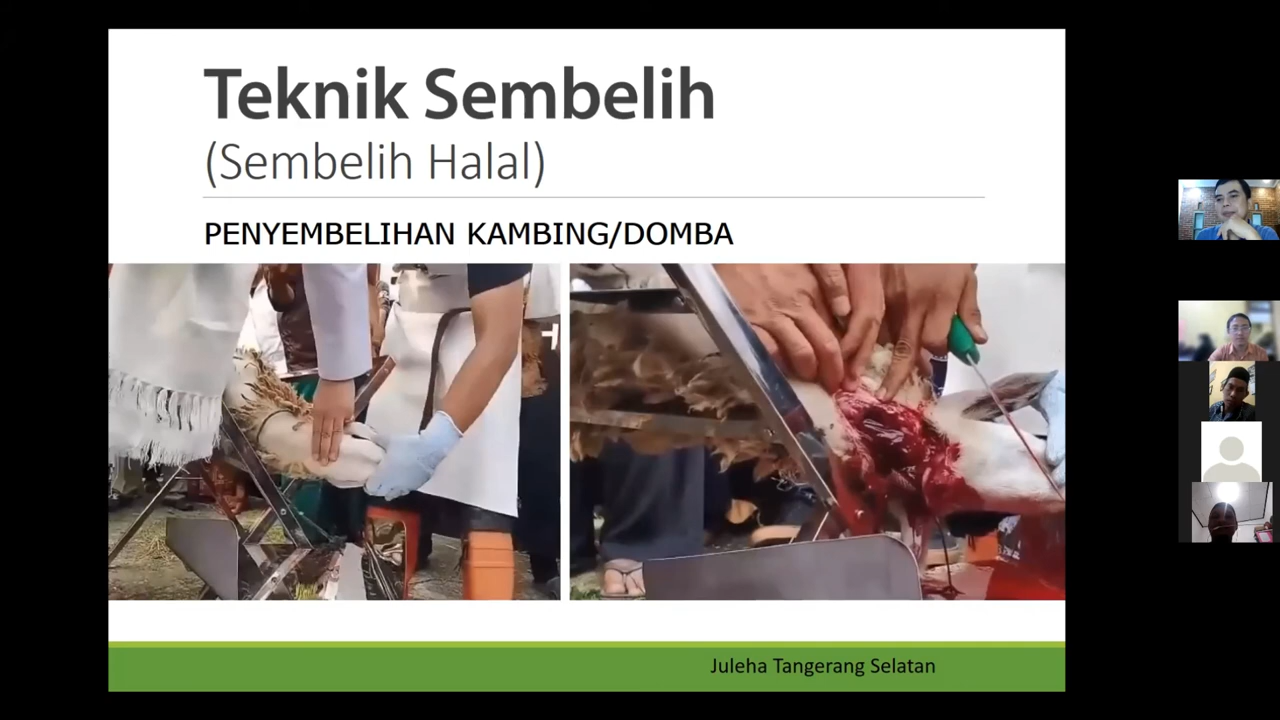 Teknik Sembelih
(Sembelih Halal)
PENYEMBELIHAN KAMBING/DOMBA
Juleha Tangerang Selatan